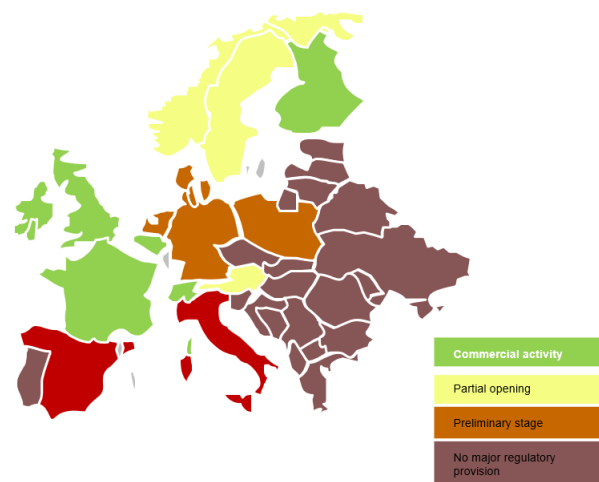 Commercial activity
Partial opening
Preliminary stage
No major regulatory
provision